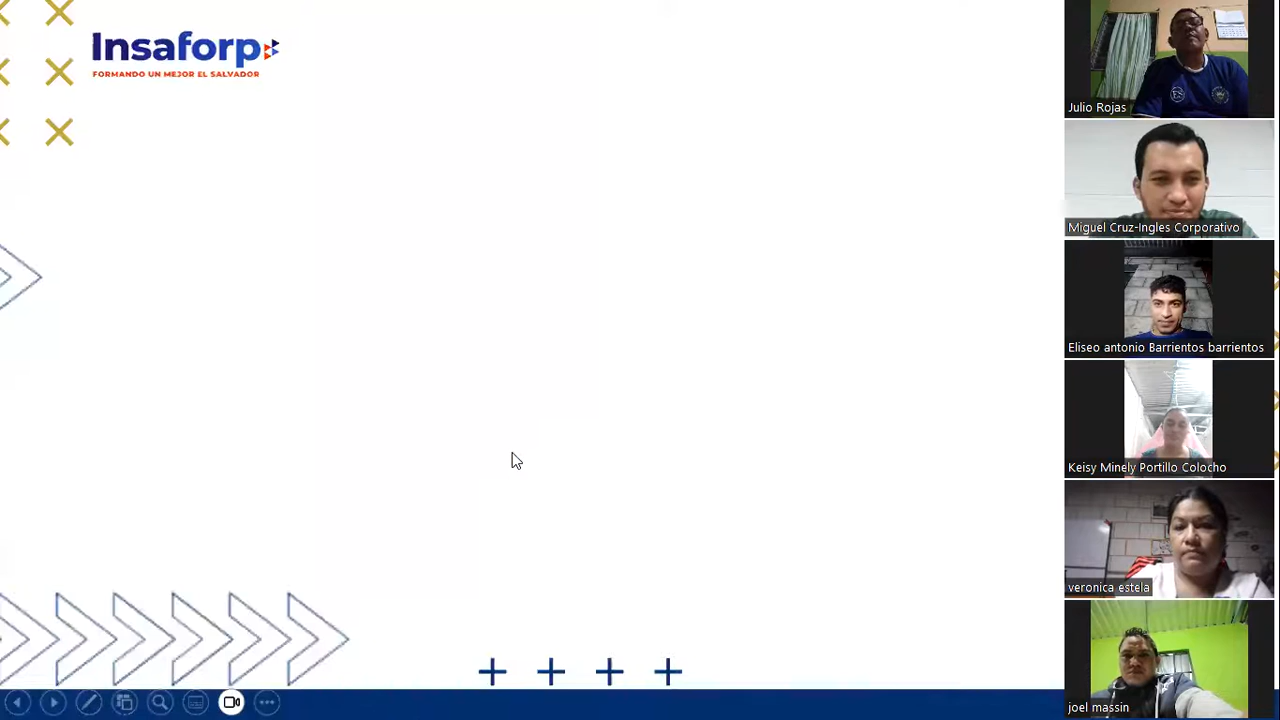 Insaforp
FORMANDO UN MEJOR EL SALVADOR
Julio Rojas
Miguel Cruz-Ingles Corporativo
Eliseo antonio Barrientos barrientos
Keisy Minely Portillo Colocho
veronica estela
joel massin